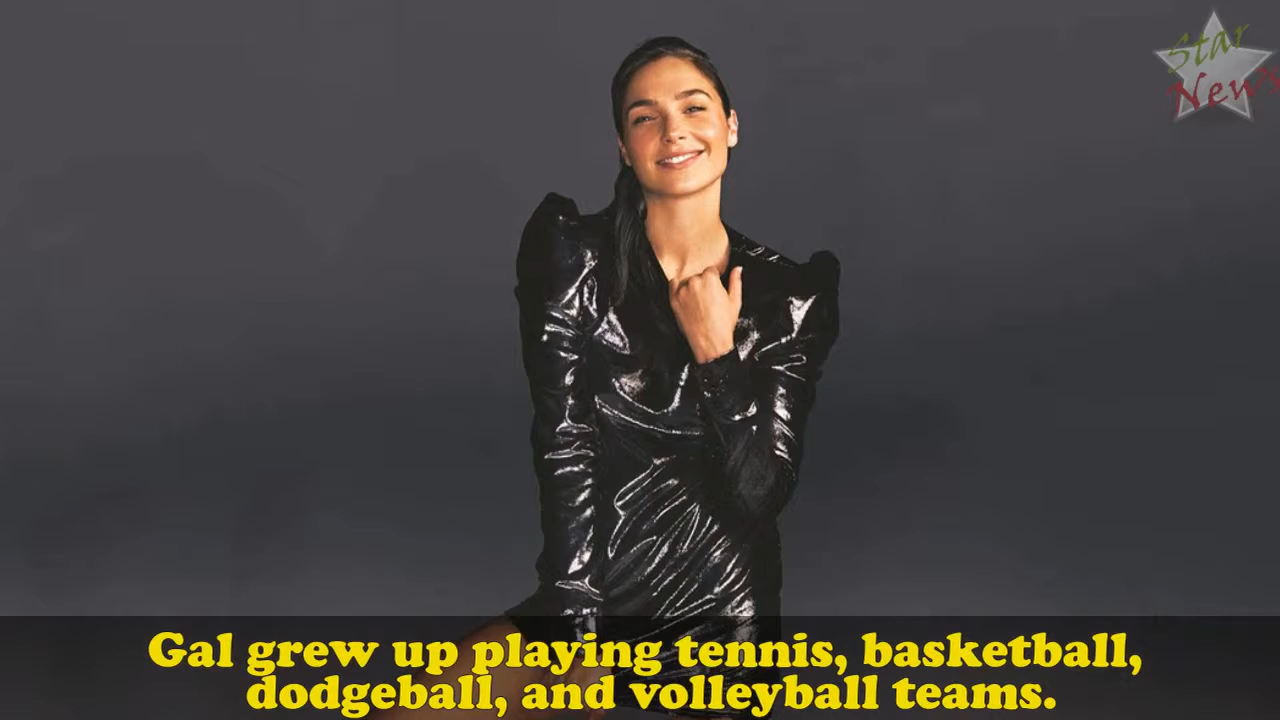 Star
News
Gal grew up playing tennis, basketball,
dodgeball, and volleyball teams.